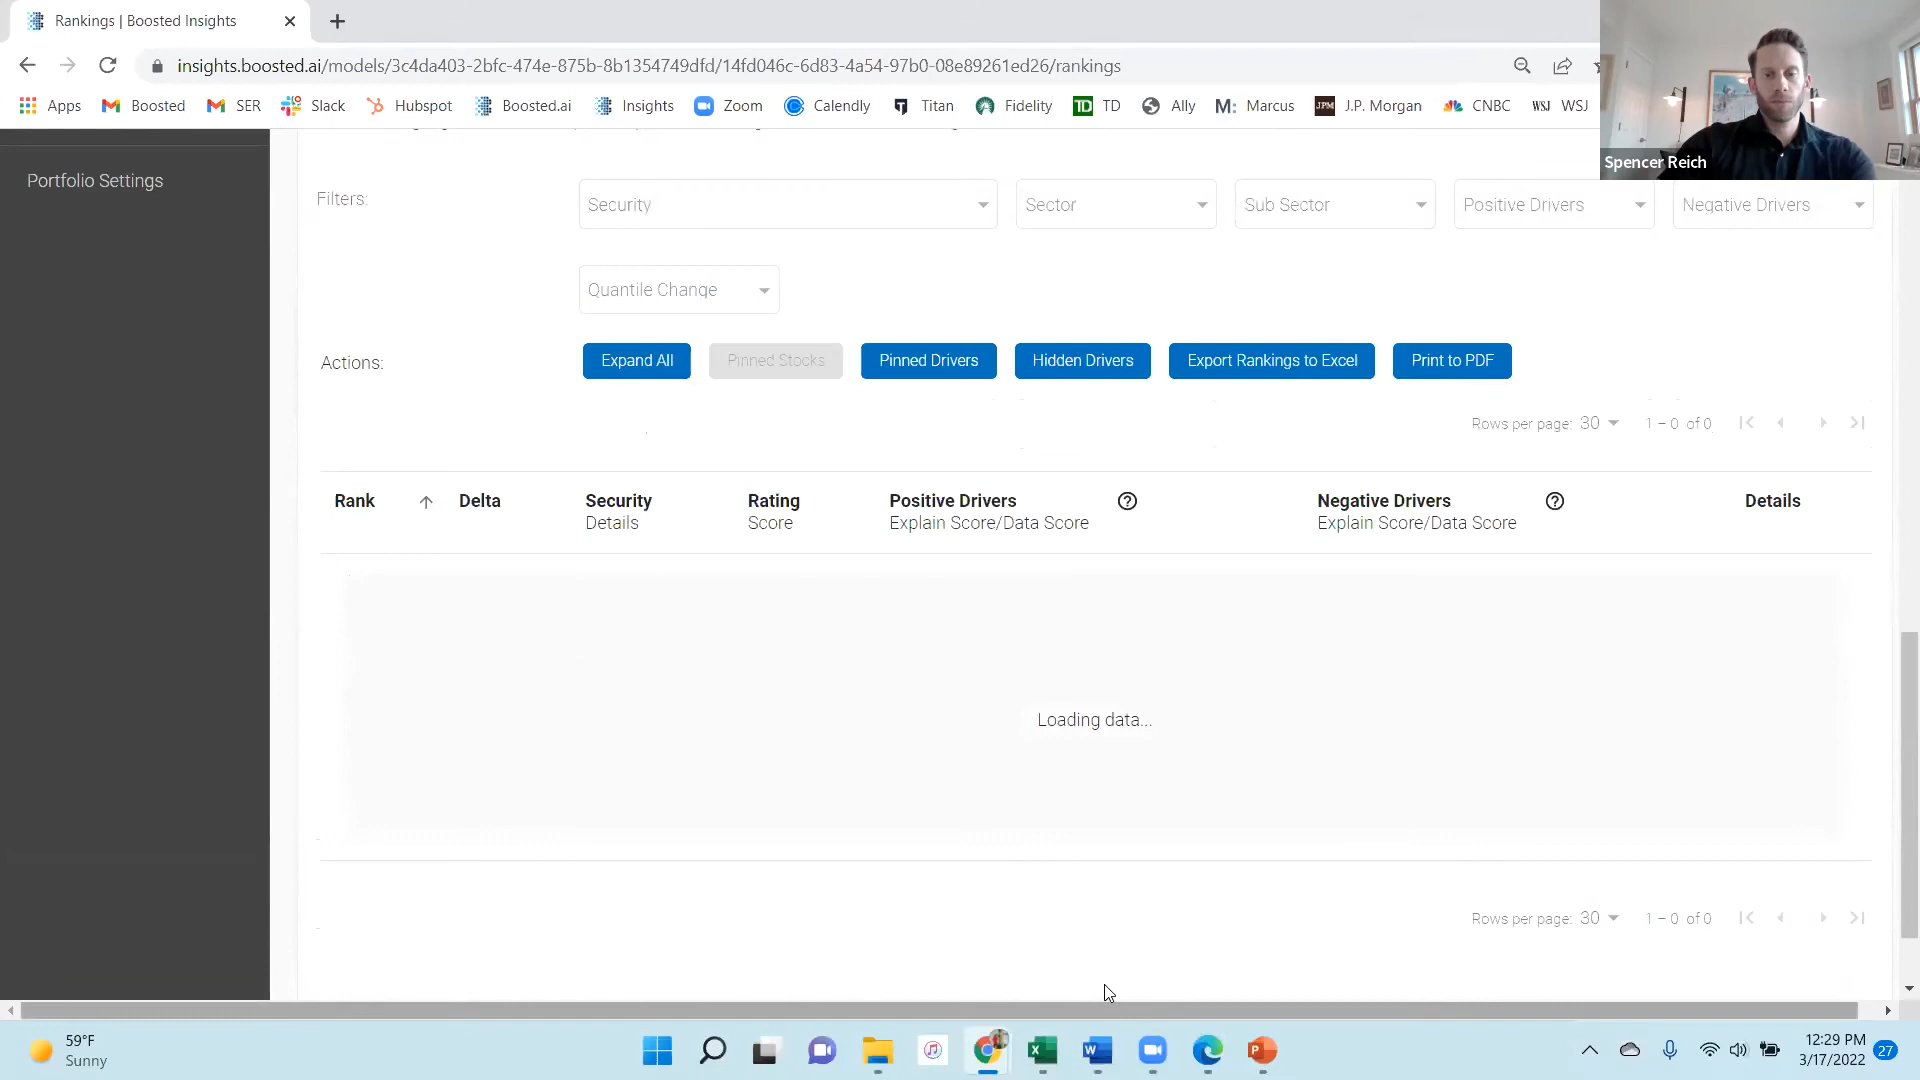 Rankings | Boosted Insights
insights.boosted.ai/models/3c4da403-2bfc-474e-875b-8b1354749dfd/14fd046c-6d83-4a54-97b0-08e89261ed26/rankings
Apps Boosted SER Slack Hubspot Boosted.ai Insights Zoom Calendly Titan Fidelity TD Ally Marcus J.P. Morgan CNBC WSJ
Spencer Reich
Portfolio Settings
Filters: Security Sector Sub Sector Positive Drivers Negative Drivers
Quantile Change
Actions: Expand All Pinned Stocks Pinned Drivers Hidden Drivers Export Rankings to Excel Print to PDF
Rows per page: 30 1 – 0 of 0
Rank Delta Security Rating Positive Drivers Negative Drivers Details
Details Score Explain Score/Data Score Explain Score/Data Score
Loading data...
Rows per page: 30 1 – 0 of 0
59°F
Sunny
12:29 PM
3/17/2022
27